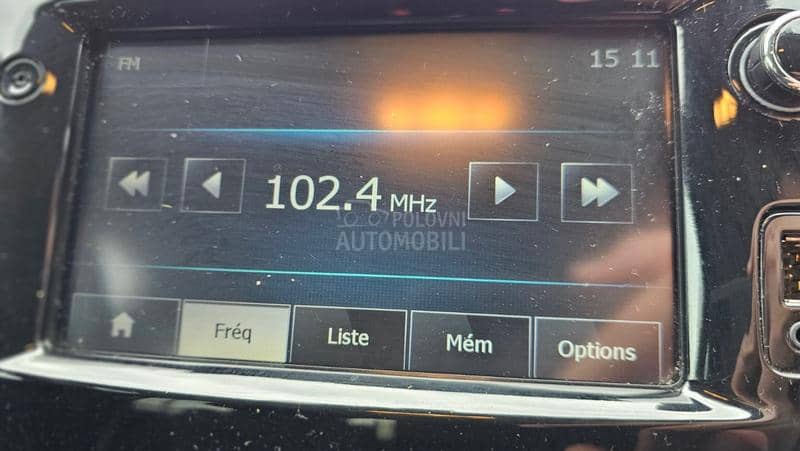 FM
15 11
102.4 MHz
POLOVNI
AUTOMOBILI
Fréq
Liste
Mém
Options